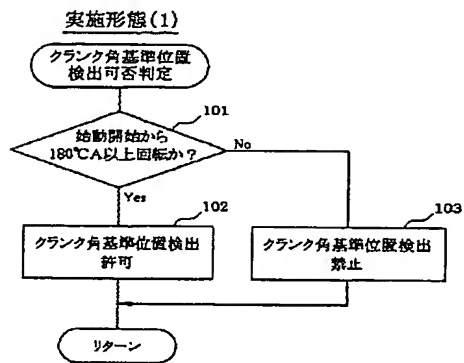 実施形態(1)
クランク角基準位置
検出可否判定
101
始動開始から
180℃A以上回転か?
No
Yes
102
クランク角基準位置検出
許可
103
クランク角基準位置検出
禁止
リターン